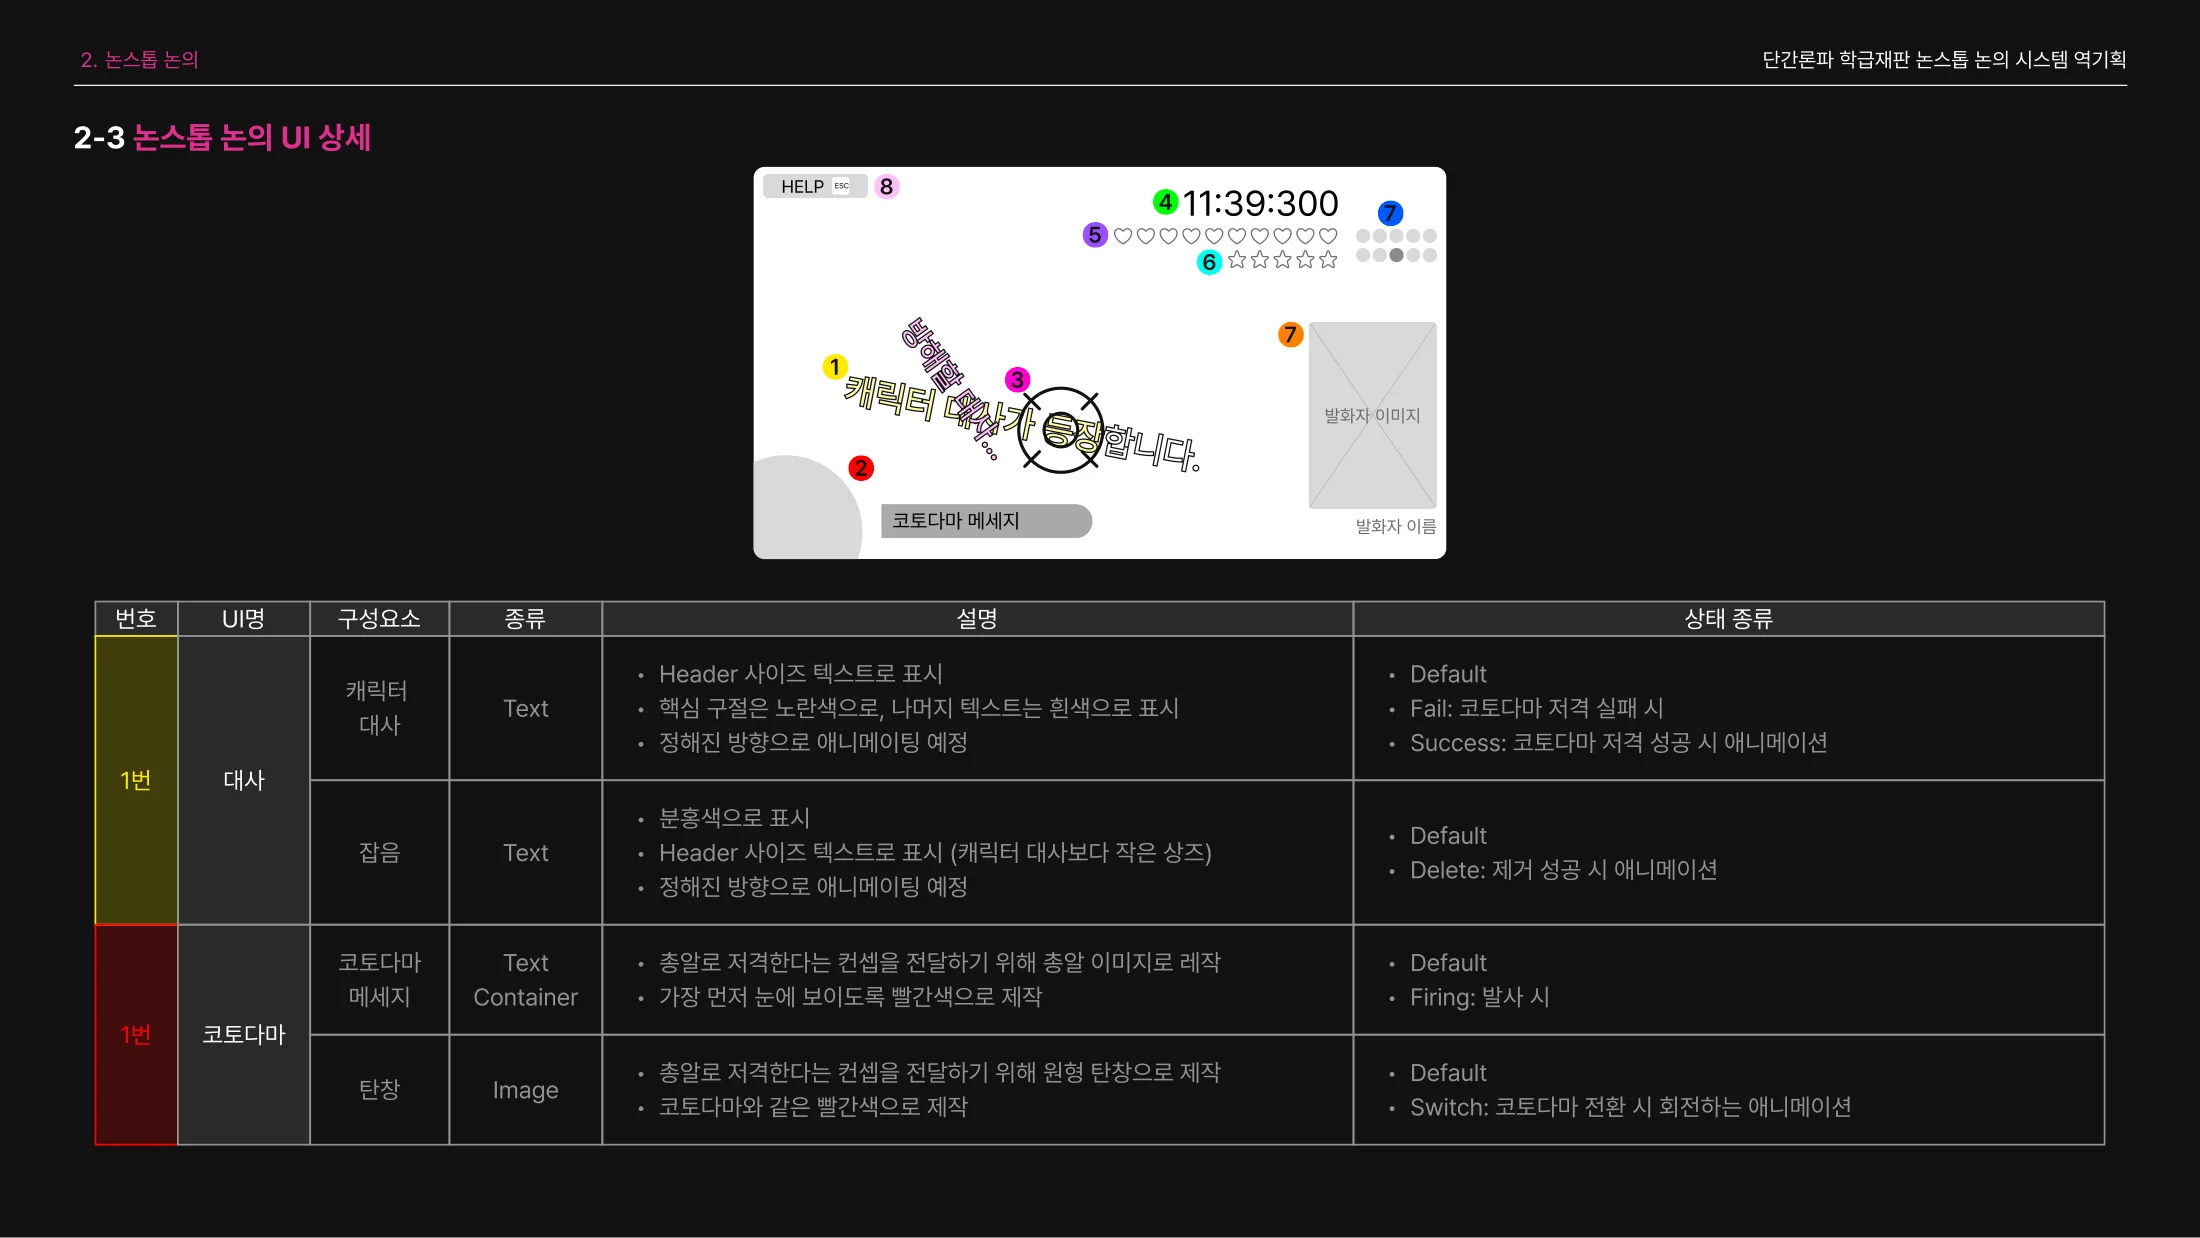 2. 논스톱 논의
단간론파 학급재판 논스톱 논의 시스템 역기획
2-3 논스톱 논의 UI 상세
HELP ESC 8
4 11:39:300
7
5
6
방해할 대사...
1
3
캐릭터 대사가 등장합니다.
7
발화자 이미지
2
코토다마 메세지
발화자 이름
번호 UI명 구성요소 종류 설명 상태 종류
1번
대사
캐릭터
대사
Text
• Header 사이즈 텍스트로 표시
• 핵심 구절은 노란색으로, 나머지 텍스트는 흰색으로 표시
• 정해진 방향으로 애니메이팅 예정
• Default
• Fail: 코토다마 저격 실패 시
• Success: 코토다마 저격 성공 시 애니메이션
잡음
Text
• 분홍색으로 표시
• Header 사이즈 텍스트로 표시 (캐릭터 대사보다 작은 상즈)
• 정해진 방향으로 애니메이팅 예정
• Default
• Delete: 제거 성공 시 애니메이션
1번
코토다마
코토다마
메세지
Text
Container
• 총알로 저격한다는 컨셉을 전달하기 위해 총알 이미지로 레작
• 가장 먼저 눈에 보이도록 빨간색으로 제작
• Default
• Firing: 발사 시
탄창
Image
• 총알로 저격한다는 컨셉을 전달하기 위해 원형 탄창으로 제작
• 코토다마와 같은 빨간색으로 제작
• Default
• Switch: 코토다마 전환 시 회전하는 애니메이션